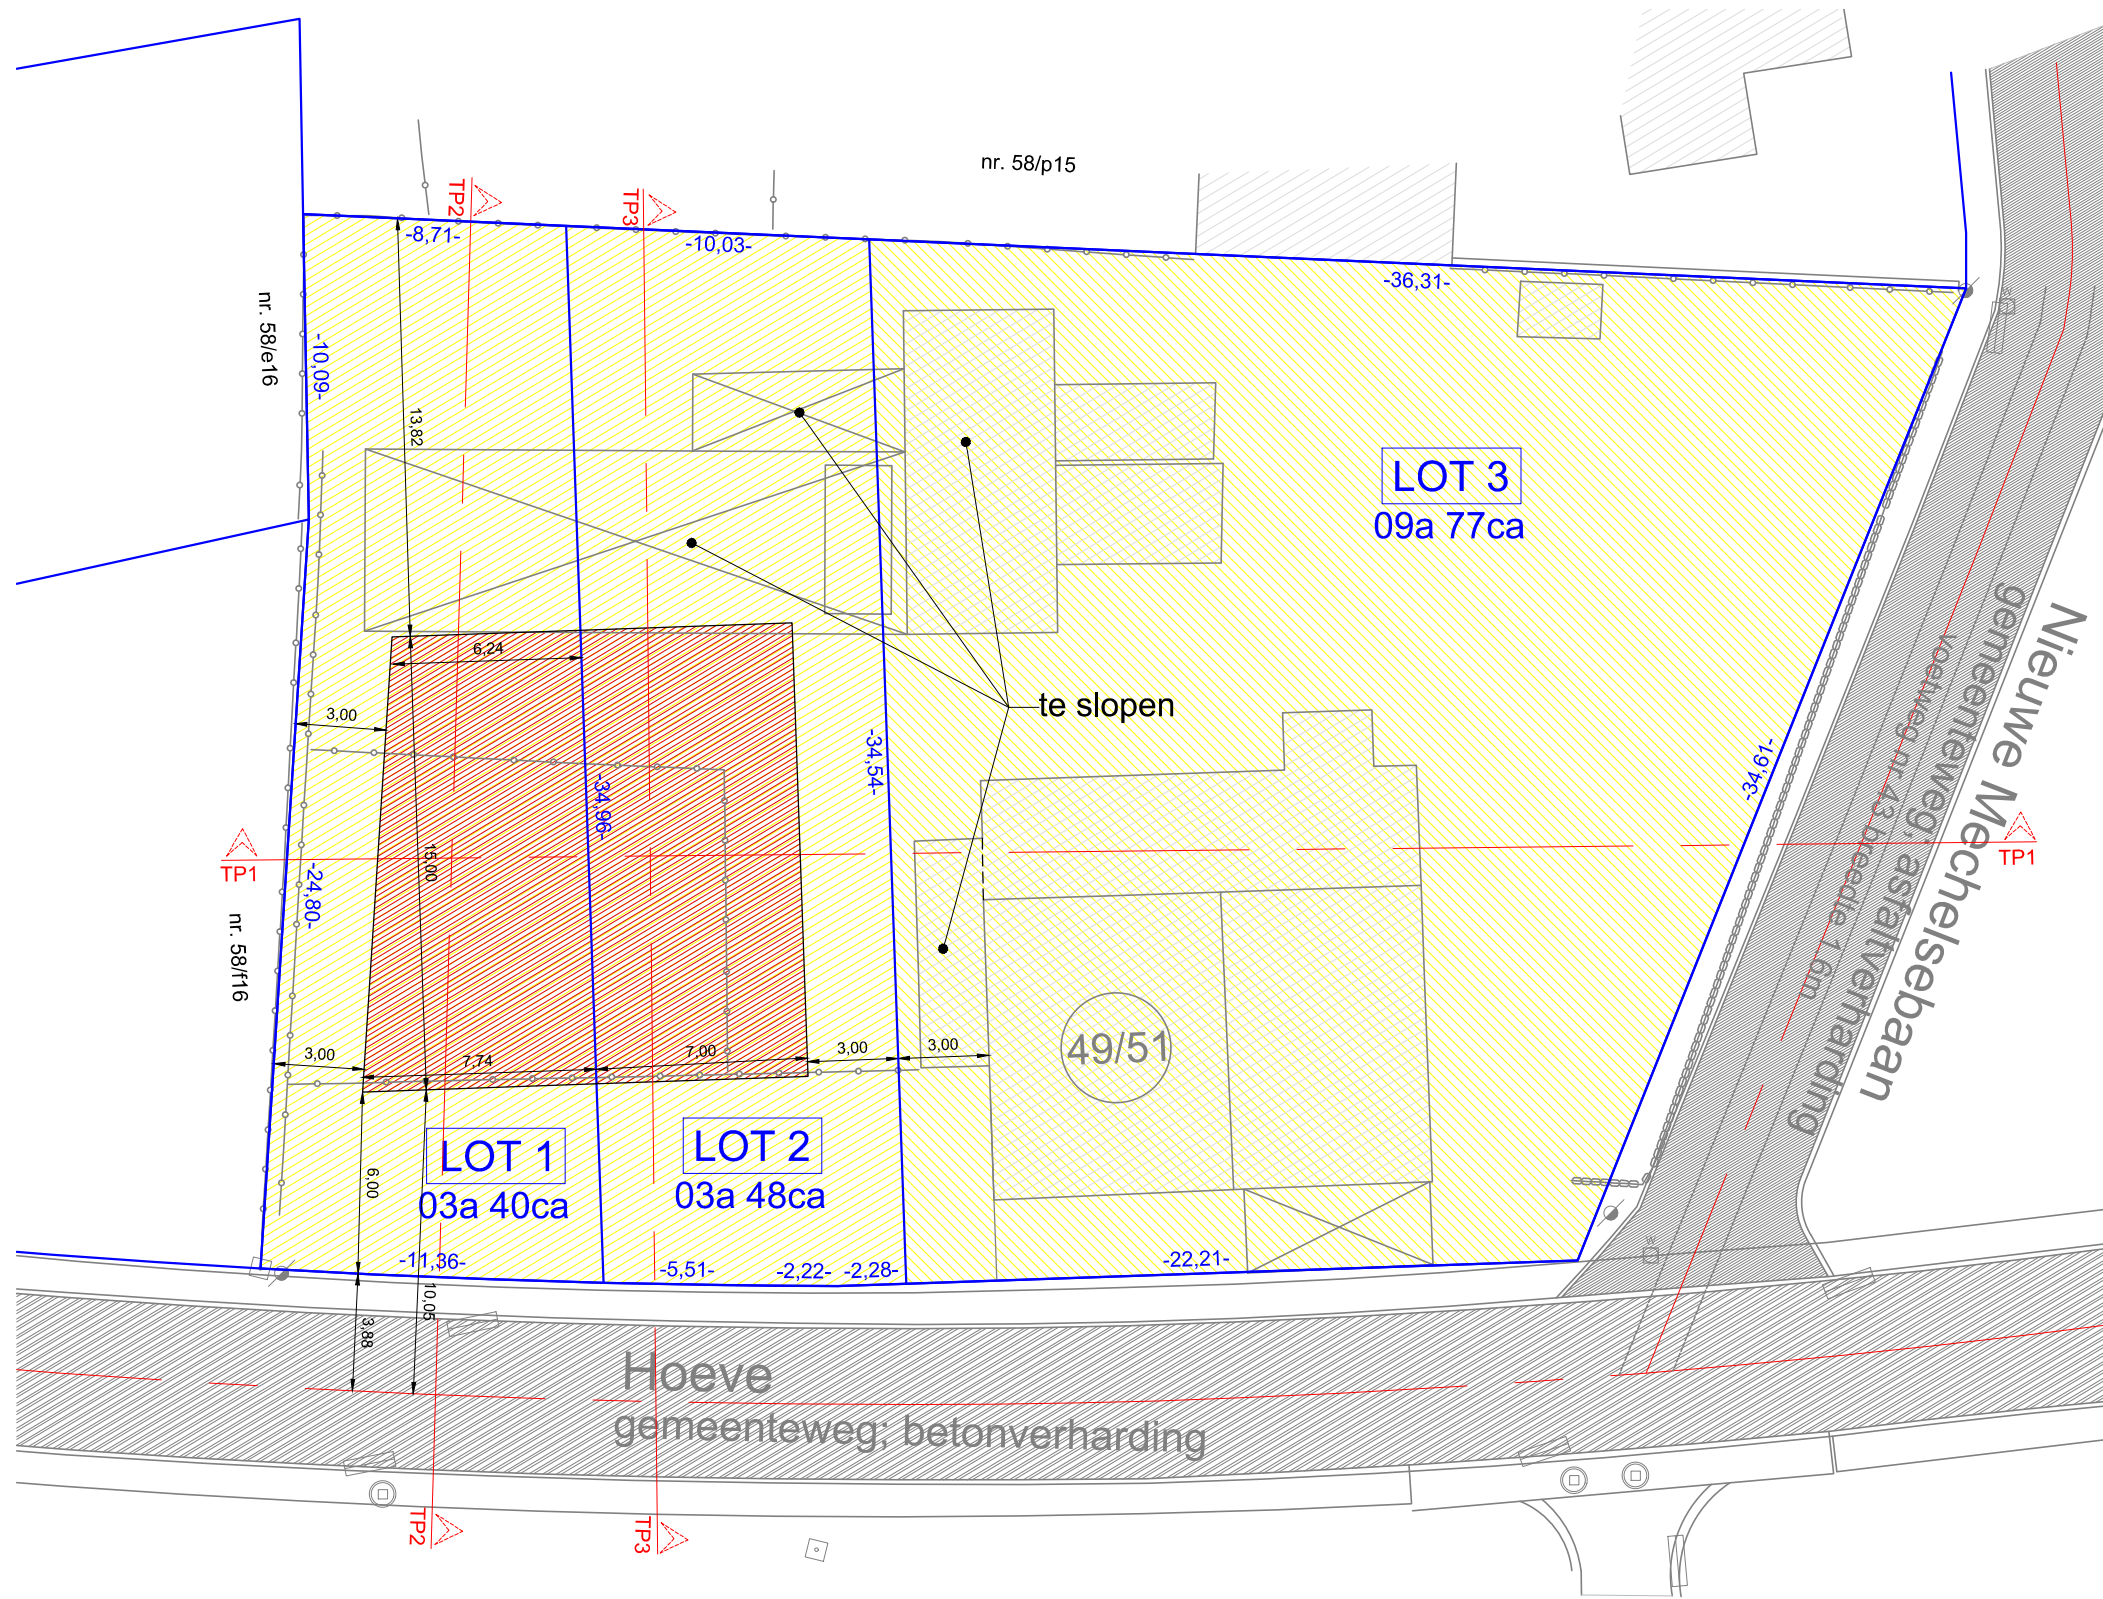 nr. 58/p15
TP2
TP3
-8,71-
-10,03-
-36,31-
nr. 58/e16
-10,09-
13,82
W
LOT 3
09a 77ca
6,24
3,00
te slopen
-34,96-
-34,54-
-34,61-
Nieuwe Mechelsebaan
gemeenteweg; asfaltverharding
voetweg nr. 43 breedte 1.6m
TP1
TP1
15,00
-24,80-
nr. 58/f16
3,00
7,74
7,00
3,00
3,00
49/51
LOT 1
03a 40ca
LOT 2
03a 48ca
6,00
-11,36-
-5,51-
-2,22-
-2,28-
-22,21-
W
10,05
3,88
Hoeve
gemeenteweg; betonverharding
TP2
TP3